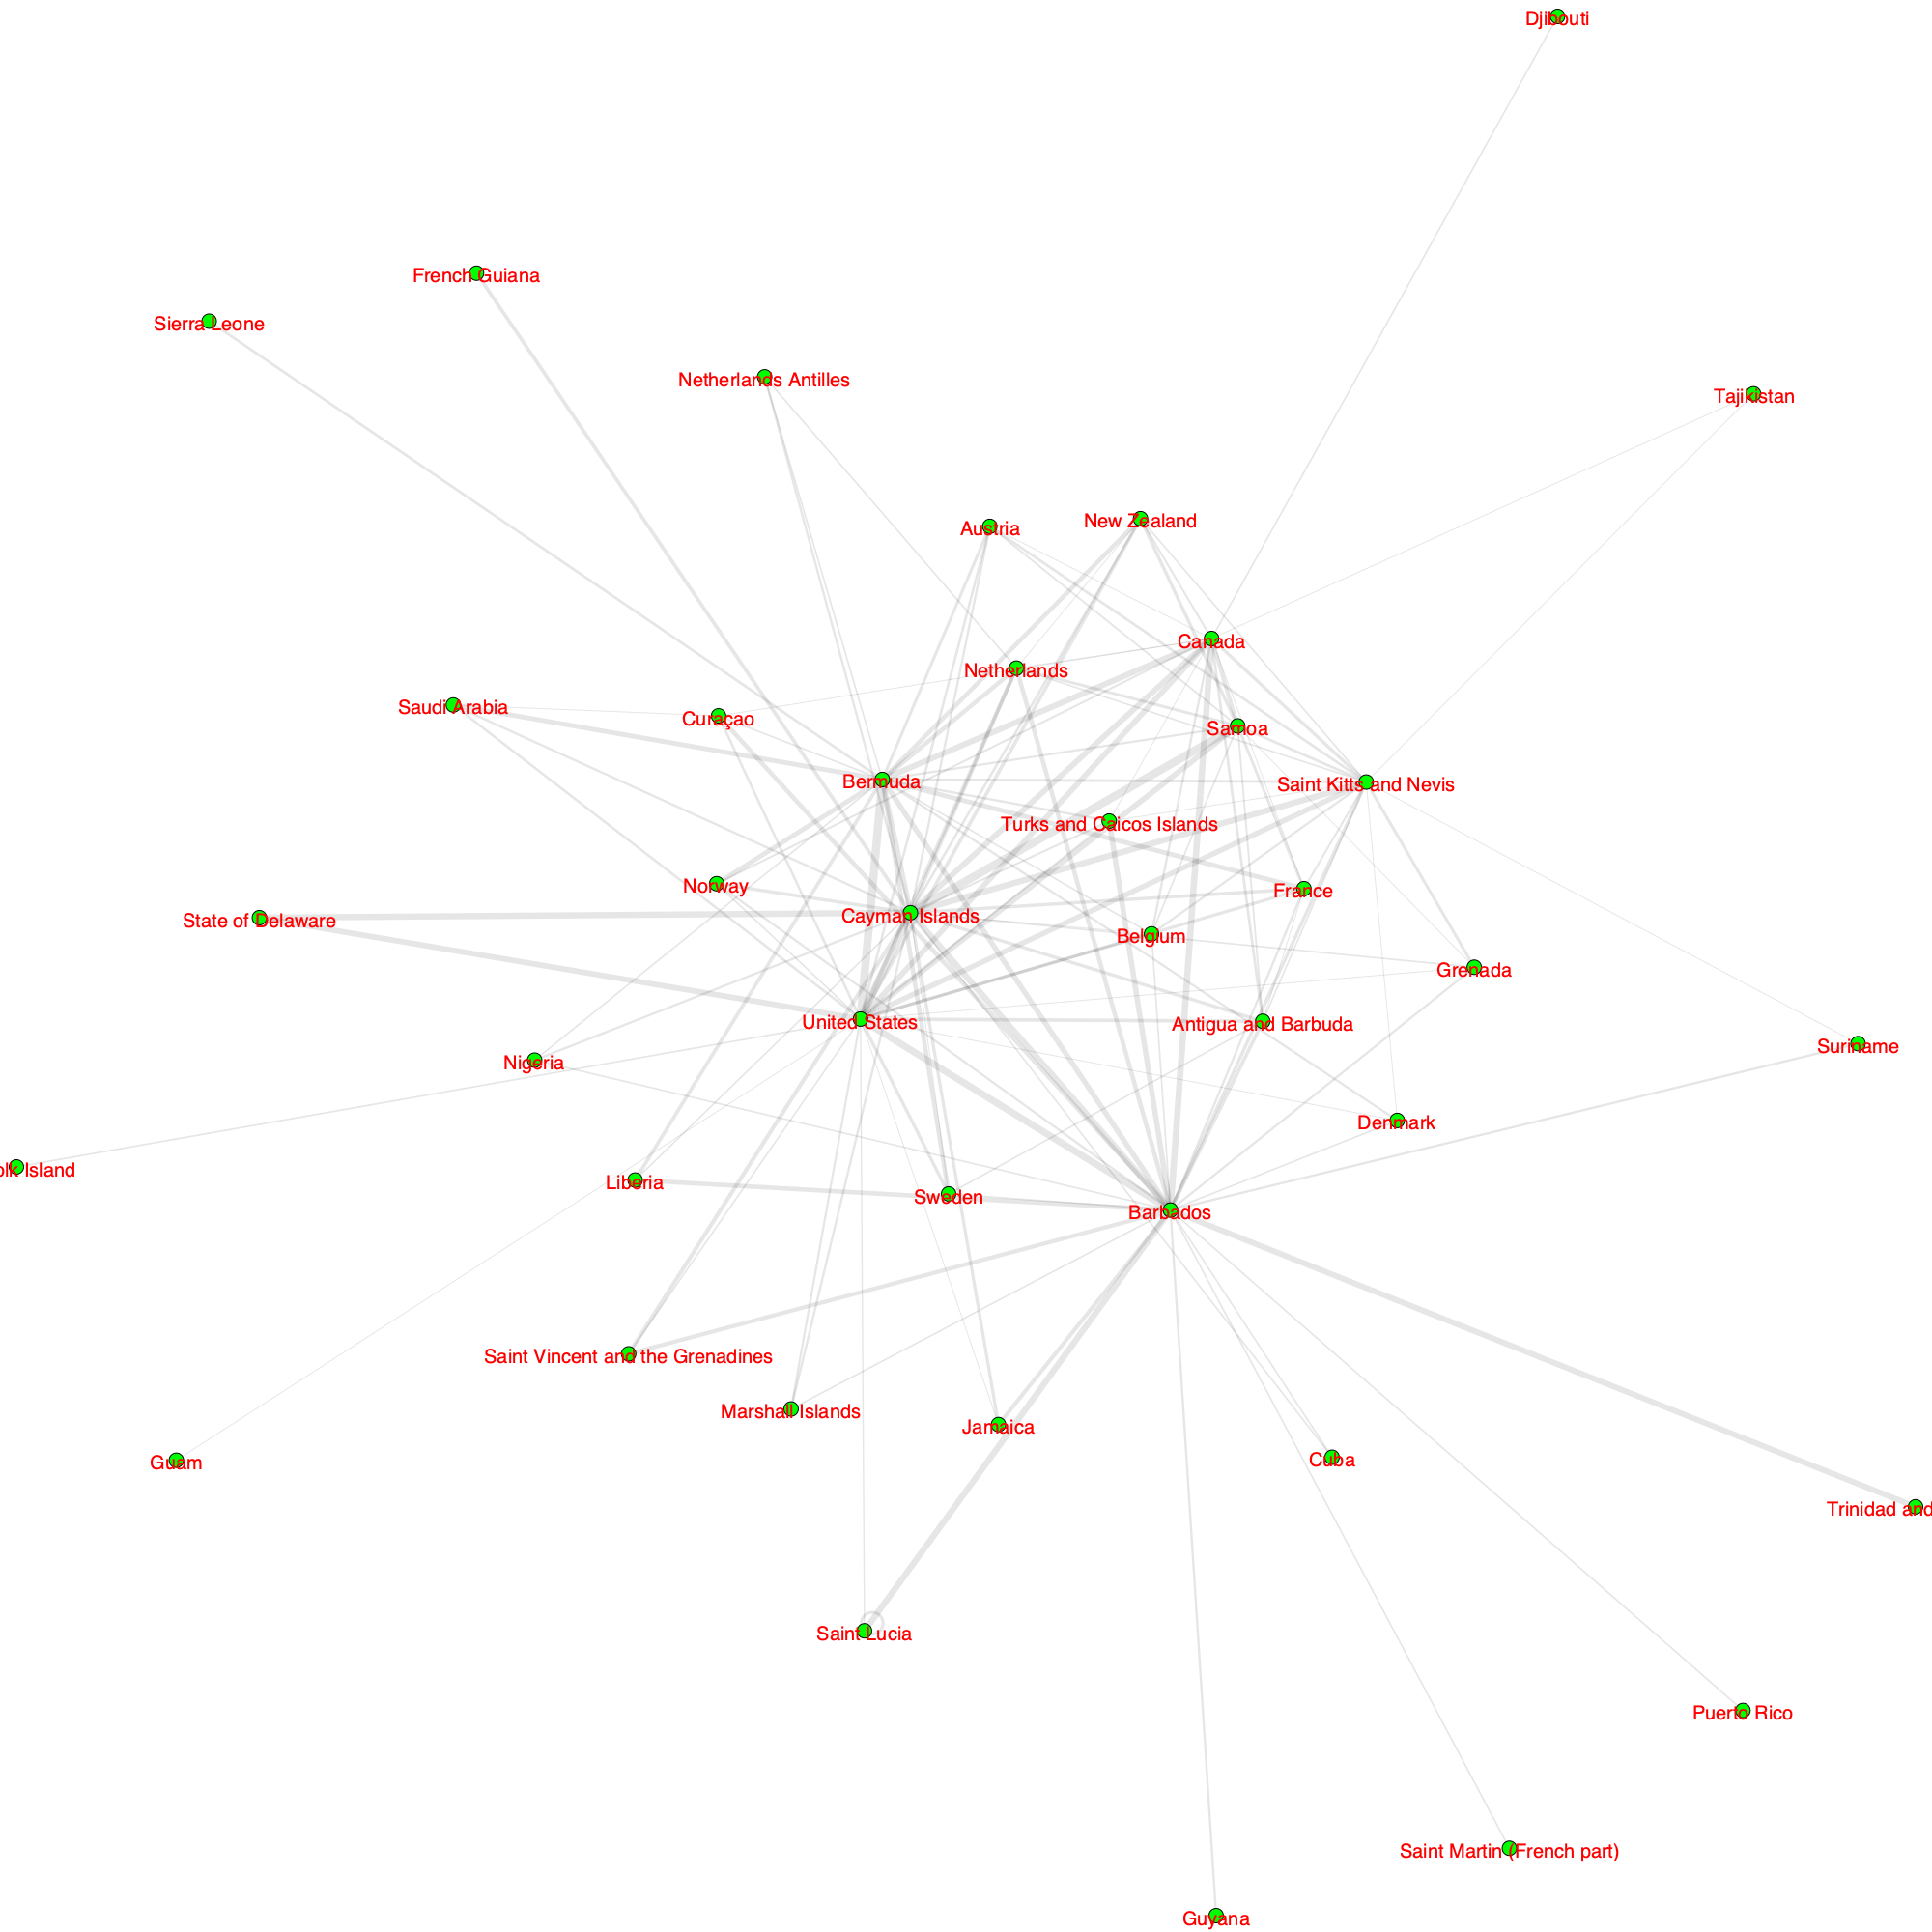 Djibouti
French Guiana
Sierra Leone
Netherlands Antilles
Tajikistan
New Zealand
Austria
Canada
Netherlands
Saudi Arabia
Curaçao
Samoa
Bermuda
Saint Kitts and Nevis
Turks and Caicos Islands
Norway
France
Cayman Islands
State of Delaware
Belgium
Grenada
United States
Antigua and Barbuda
Suriname
Nigeria
Denmark
olk Island
Liberia
Sweden
Barbados
Saint Vincent and the Grenadines
Marshall Islands
Jamaica
Cuba
Guam
Trinidad and
Saint Lucia
Puerto Rico
Saint Martin (French part)
Guyana